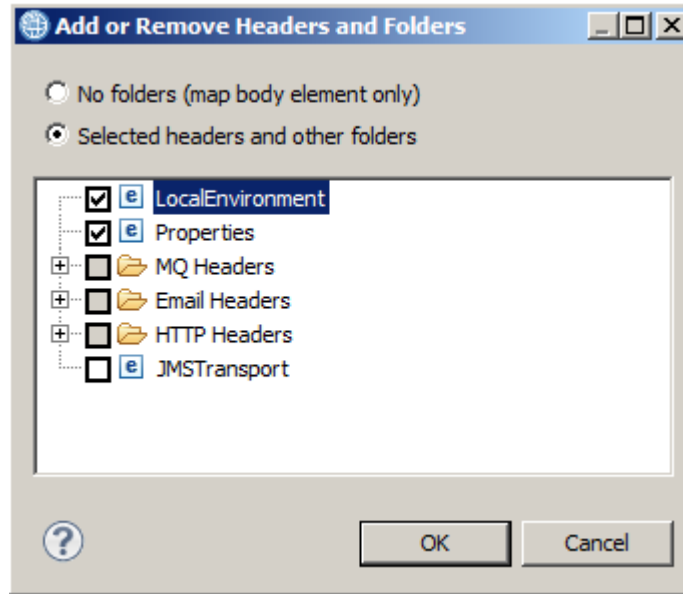 Add or Remove Headers and Folders
No folders (map body element only)
Selected headers and other folders
e LocalEnvironment
e Properties
MQ Headers
Email Headers
HTTP Headers
e JMSTransport
?
OK Cancel